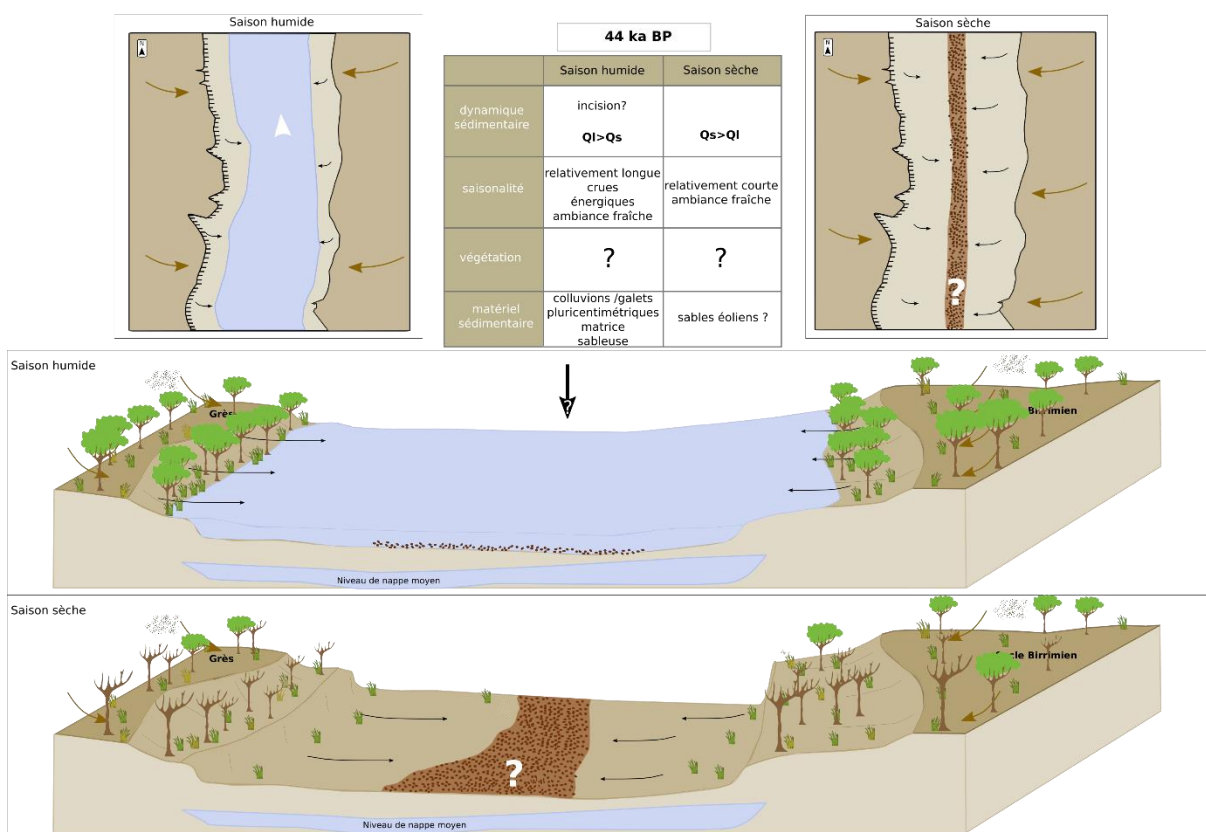 Saison humide
N
44 ka BP
Saison humide
Saison sèche
dynamique
sédimentaire
incision?
Ql>Qs
Qs>Ql
saisonalité
relativement longue
crues
énergiques
ambiance fraîche
relativement courte
ambiance fraîche
végétation
?
?
matériel
sédimentaire
colluvions /galets
pluricentimétriques
matrice
sableuse
sables éoliens ?
Saison sèche
N
?
Saison humide
?
Grès
Birrimien
Niveau de nappe moyen
Saison sèche
Grès
cle Birrimien
?
Niveau de nappe moyen